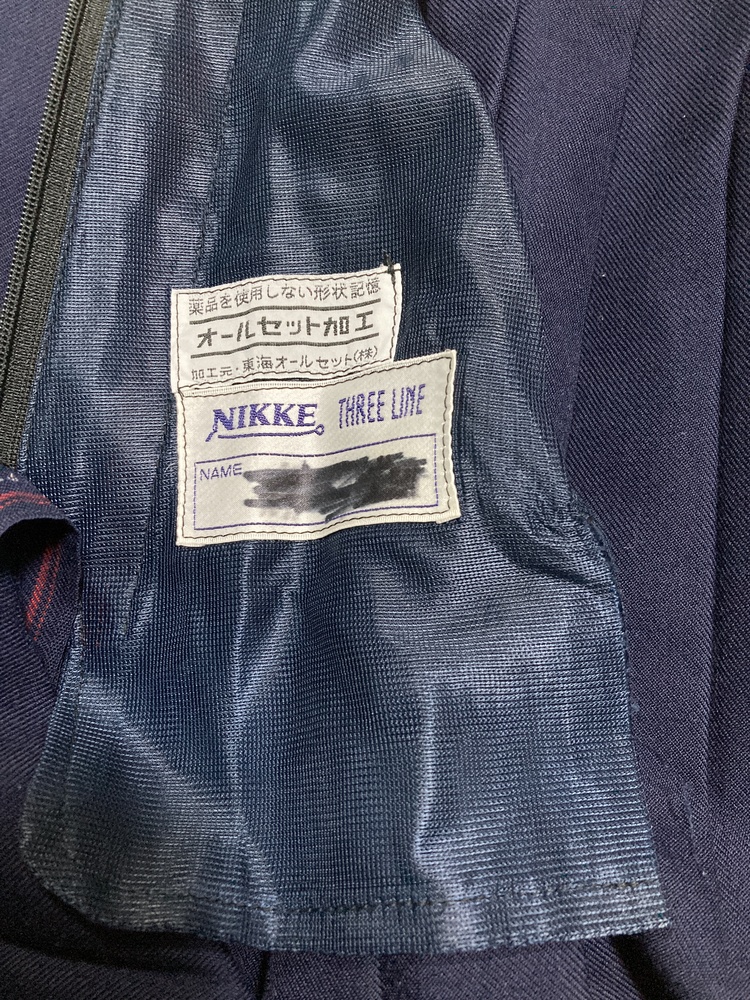 薬品を使用しない形状記憶
オールセット加工
加工元・東海オールセット(株)
NIKKE THREE LINE
NAME